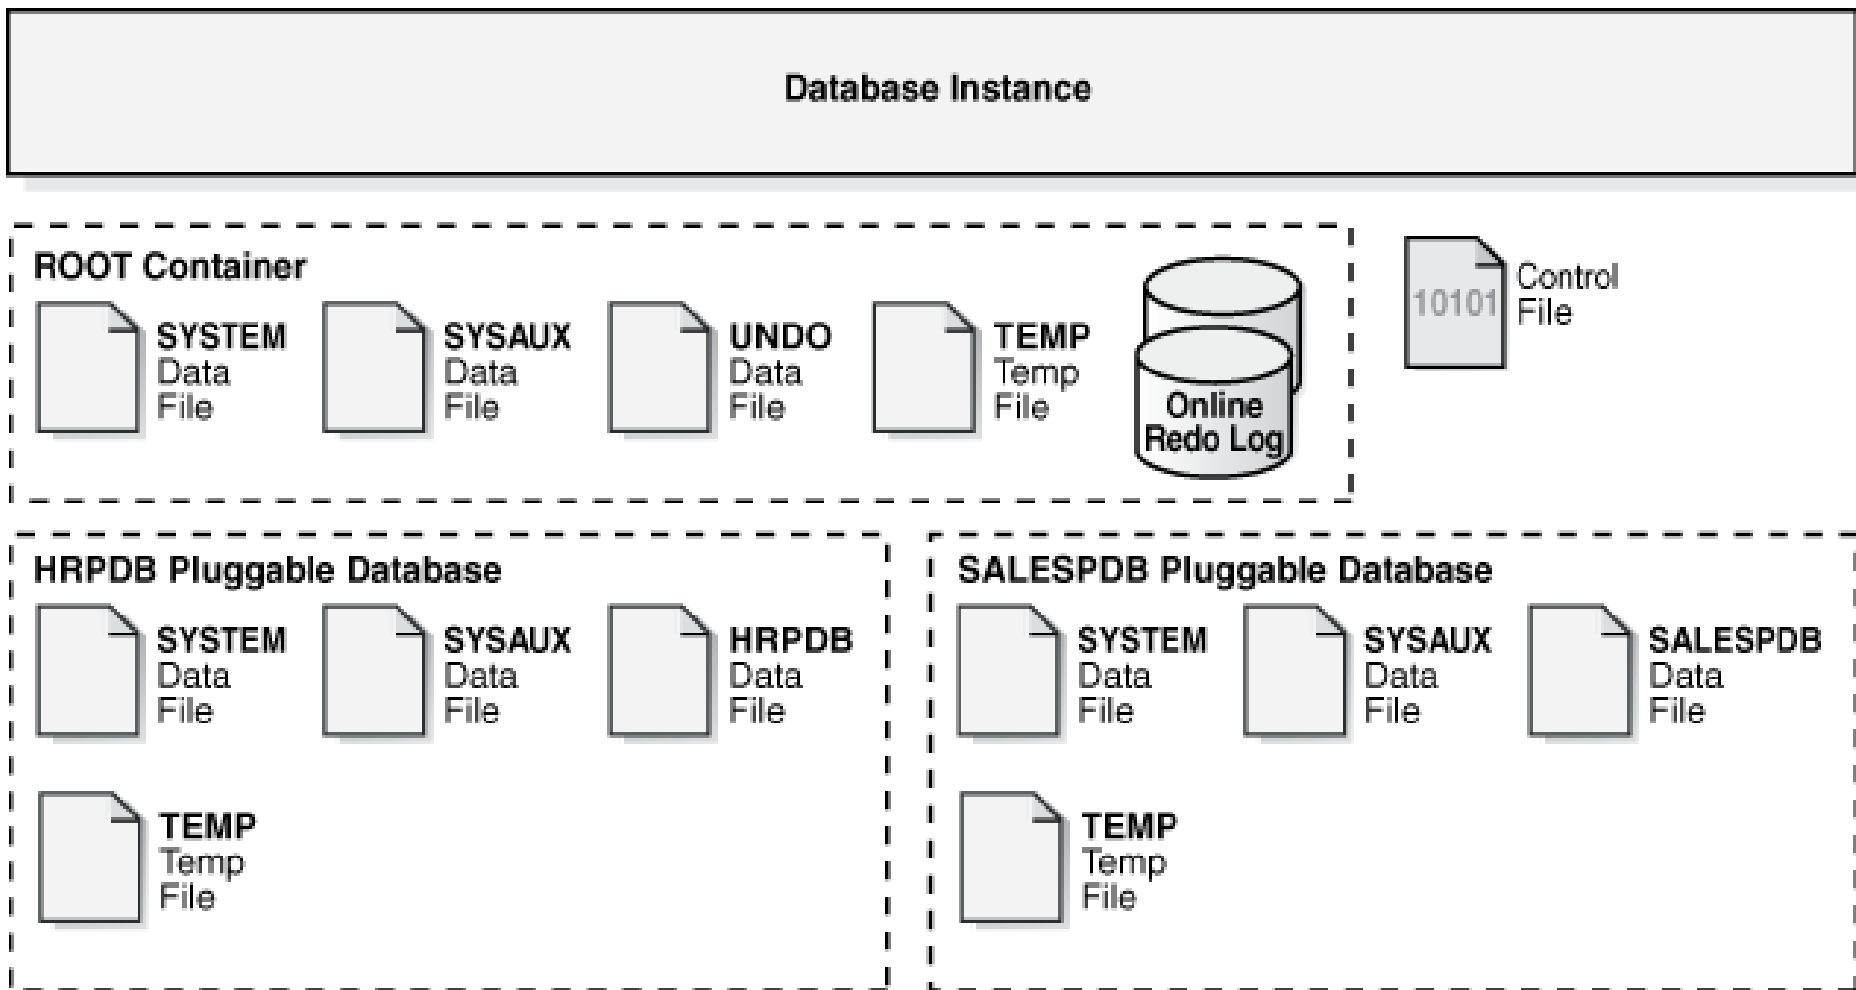 Database Instance
ROOT Container
SYSTEM
Data
File
SYSAUX
Data
File
UNDO
Data
File
TEMP
Temp
File
Online
Redo Log
10101
Control
File
HRPDB Pluggable Database
SYSTEM
Data
File
SYSAUX
Data
File
HRPDB
Data
File
TEMP
Temp
File
SALESPDB Pluggable Database
SYSTEM
Data
File
SYSAUX
Data
File
SALESPDB
Data
File
TEMP
Temp
File